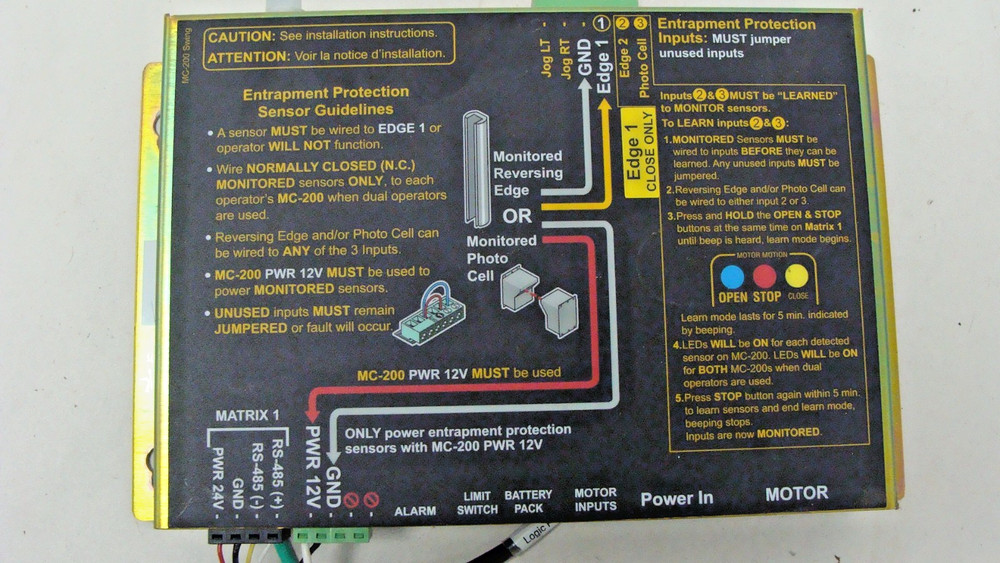 MC-200 Swing
CAUTION: See installation instructions.
ATTENTION: Voir la notice d'installation.
Entrapment Protection
Sensor Guidelines
• A sensor MUST be wired to EDGE 1 or
operator WILL NOT function.
• Wire NORMALLY CLOSED (N.C.)
MONITORED sensors ONLY, to each
operator's MC-200 when dual operators
are used.
• Reversing Edge and/or Photo Cell can
be wired to ANY of the 3 Inputs.
• MC-200 PWR 12V MUST be used to
power MONITORED sensors.
• UNUSED inputs MUST remain
JUMPERED or fault will occur.
Jog LT
Jog RT
GND
Edge 1 ①
Edge 2 ②
Photo Cell ③
Edge 1
CLOSE ONLY
Monitored
Reversing
Edge
OR
Monitored
Photo
Cell
MC-200 PWR 12V MUST be used
ONLY power entrapment protection
sensors with MC-200 PWR 12V
Entrapment Protection
Inputs: MUST jumper
unused inputs
Inputs ② & ③ MUST be "LEARNED"
to MONITOR sensors.
To LEARN inputs ② & ③:
1.MONITORED Sensors MUST be
wired to inputs BEFORE they can be
learned. Any unused inputs MUST be
jumpered.
2.Reversing Edge and/or Photo Cell can
be wired to either input 2 or 3.
3.Press and HOLD the OPEN & STOP
buttons at the same time on Matrix 1
until beep is heard, learn mode begins.
MOTOR MOTION
OPEN STOP CLOSE
Learn mode lasts for 5 min. indicated
by beeping.
4.LEDs WILL be ON for each detected
sensor on MC-200. LEDs WILL be ON
for BOTH MC-200s when dual
operators are used.
5.Press STOP button again within 5 min.
to learn sensors and end learn mode,
beeping stops.
Inputs are now MONITORED.
MATRIX 1
PWR 24V
GND
RS-485 (-)
RS-485 (+)
PWR 12V
GND
ALARM
LIMIT
SWITCH
BATTERY
PACK
MOTOR
INPUTS
Power In
MOTOR
Logic